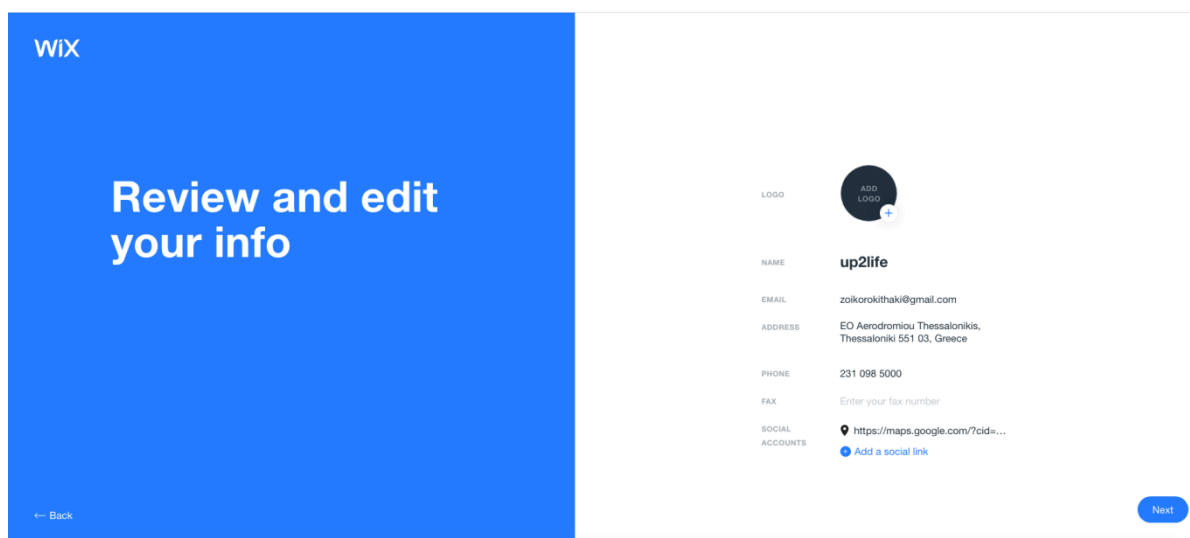 WiX
Review and edit
your info
← Back
LOGO
ADD
LOGO
+
NAME
up2life
EMAIL
zoikorokithaki@gmail.com
ADDRESS
EO Aerodromiou Thessalonikis,
Thessaloniki 551 03, Greece
PHONE
231 098 5000
FAX
Enter your fax number
SOCIAL
ACCOUNTS
https://maps.google.com/?cid=...
+ Add a social link
Next